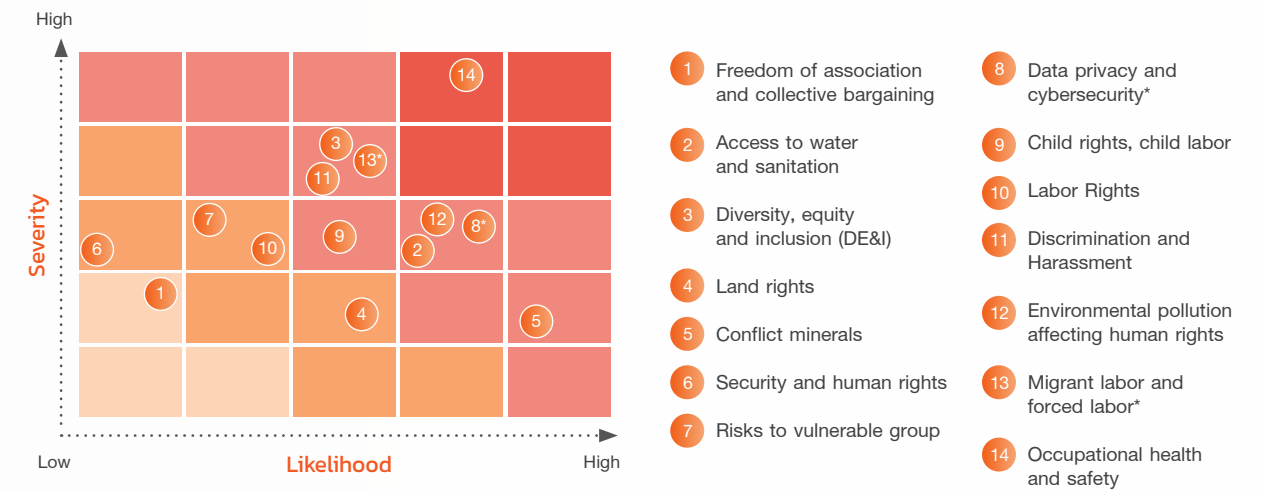 High
Severity
14
3
13*
11
7
12
8*
6
10
9
2
1
4
5
Low
Likelihood
High
1 Freedom of association
and collective bargaining
2 Access to water
and sanitation
3 Diversity, equity
and inclusion (DE&I)
4 Land rights
5 Conflict minerals
6 Security and human rights
7 Risks to vulnerable group
8 Data privacy and
cybersecurity*
9 Child rights, child labor
10 Labor Rights
11 Discrimination and
Harassment
12 Environmental pollution
affecting human rights
13 Migrant labor and
forced labor*
14 Occupational health
and safety